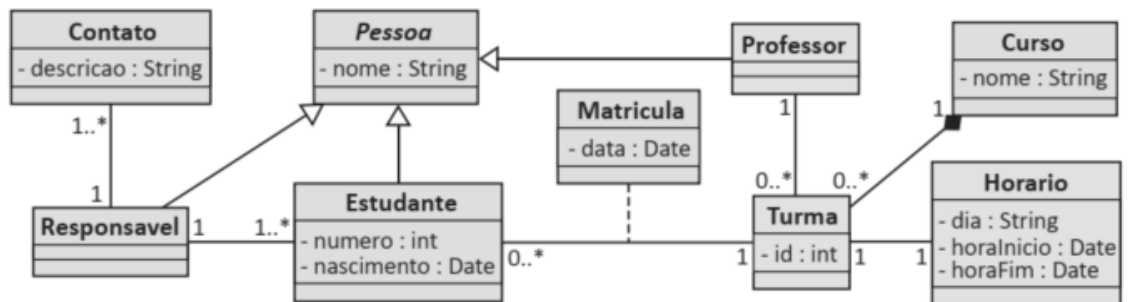 Contato
- descricao : String
1..*
1
Responsavel
1
1..*
Pessoa
- nome : String
Estudante
- numero : int
- nascimento : Date
0..*
1
Matricula
- data : Date
Professor
1
0..*
Turma
- id : int
Curso
- nome : String
1
0..*
1
1
Horario
- dia : String
- horaInicio : Date
- horaFim : Date